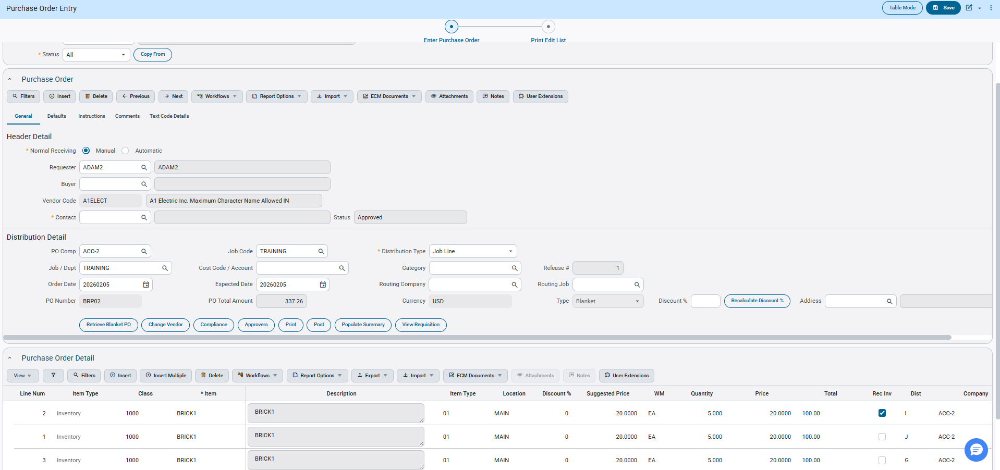 Purchase Order Entry
Table Mode
Save
Enter Purchase Order
Print Edit List
* Status All Copy From
Purchase Order
Filters Insert Delete Previous Next Workflows Report Options Import ECM Documents Attachments Notes User Extensions
General Defaults Instructions Comments Text Code Details
Header Detail
* Normal Receiving Manual Automatic
Requester ADAM2 ADAM2
Buyer
Vendor Code A1ELECT A1 Electric Inc. Maximum Character Name Allowed IN
* Contact Status Approved
Distribution Detail
PO Comp ACC-2 Job Code TRAINING * Distribution Type Job Line
Job / Dept TRAINING Cost Code / Account Category Release # 1
Order Date 20260205 Expected Date 20260205 Routing Company Routing Job
PO Number BRP02 PO Total Amount 337.26 Currency USD Type Blanket Discount % Recalculate Discount % Address
Retrieve Blanket PO Change Vendor Compliance Approvers Print Post Populate Summary View Requisition
Purchase Order Detail
View Filters Insert Insert Multiple Delete Workflows Report Options Export Import ECM Documents Attachments Notes User Extensions
Line Num Item Type Class * Item Description Item Type Location Discount % Suggested Price WM Quantity Price Total Rec Inv Dist Company
2 Inventory 1000 BRICK1 BRICK1 01 MAIN 0 20.0000 EA 5.000 20.0000 100.00 I ACC-2
1 Inventory 1000 BRICK1 BRICK1 01 MAIN 0 20.0000 EA 5.000 20.0000 100.00 J ACC-2
3 Inventory 1000 BRICK1 BRICK1 01 MAIN 0 20.0000 EA 5.000 20.0000 100.00 G ACC-2